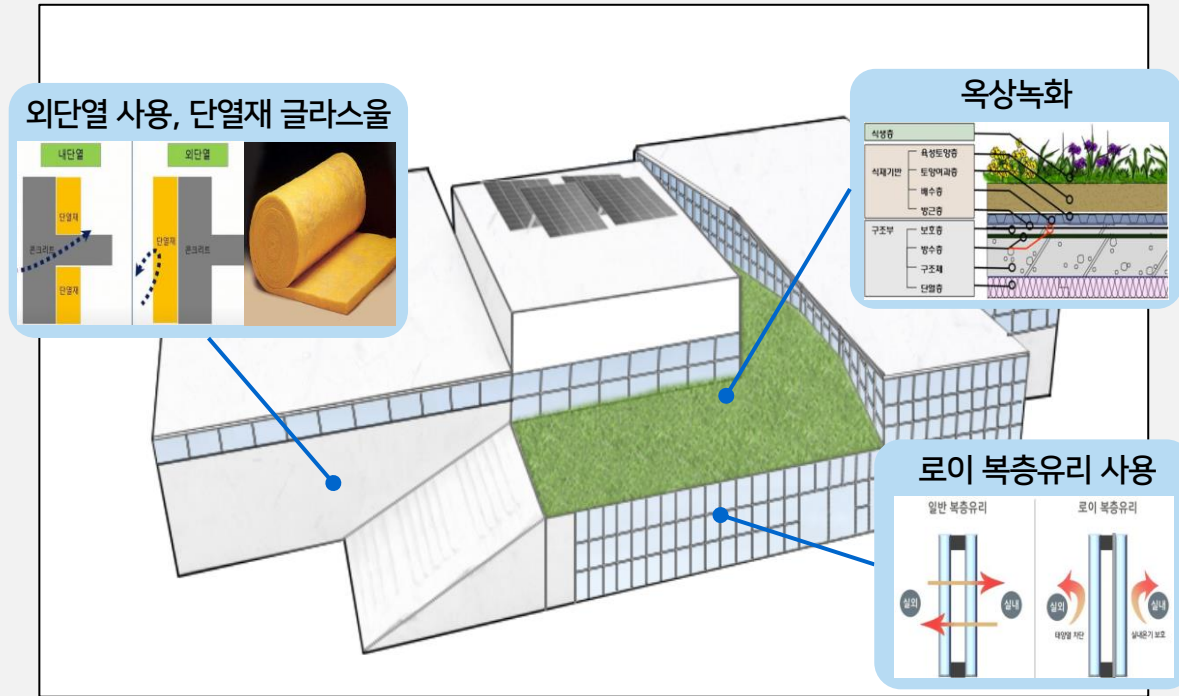 외단열 사용, 단열재 글라스울
내단열
외단열
단열재
콘크리트
단열재
단열재
콘크리트
옥상녹화
식생층
식재기반
육성토양층
토양여과층
배수층
방근층
구조부
보호층
방수층
구조체
단열층
로이 복층유리 사용
일반 복층유리
로이 복층유리
실외
실내
실외
실내
태양열 차단
실내온기 보호